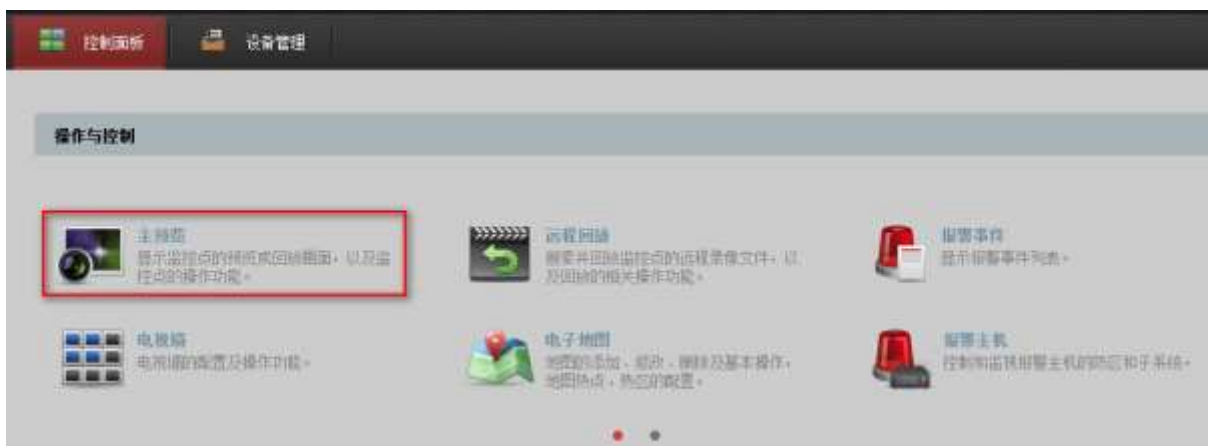 控制面板
设备管理
操作与控制
主预览
显示监控点的预览或回放画面，以及监
控点的操作功能。
远程回放
搜索并回放监控点的远程录像文件，以
及回放的相关操作功能。
报警事件
显示报警事件列表。
电视墙
电视墙的配置及操作功能。
电子地图
地图的添加、修改、删除及基本操作，
地图热点、热区的配置。
报警主机
控制和监视报警主机的防区和子系统。